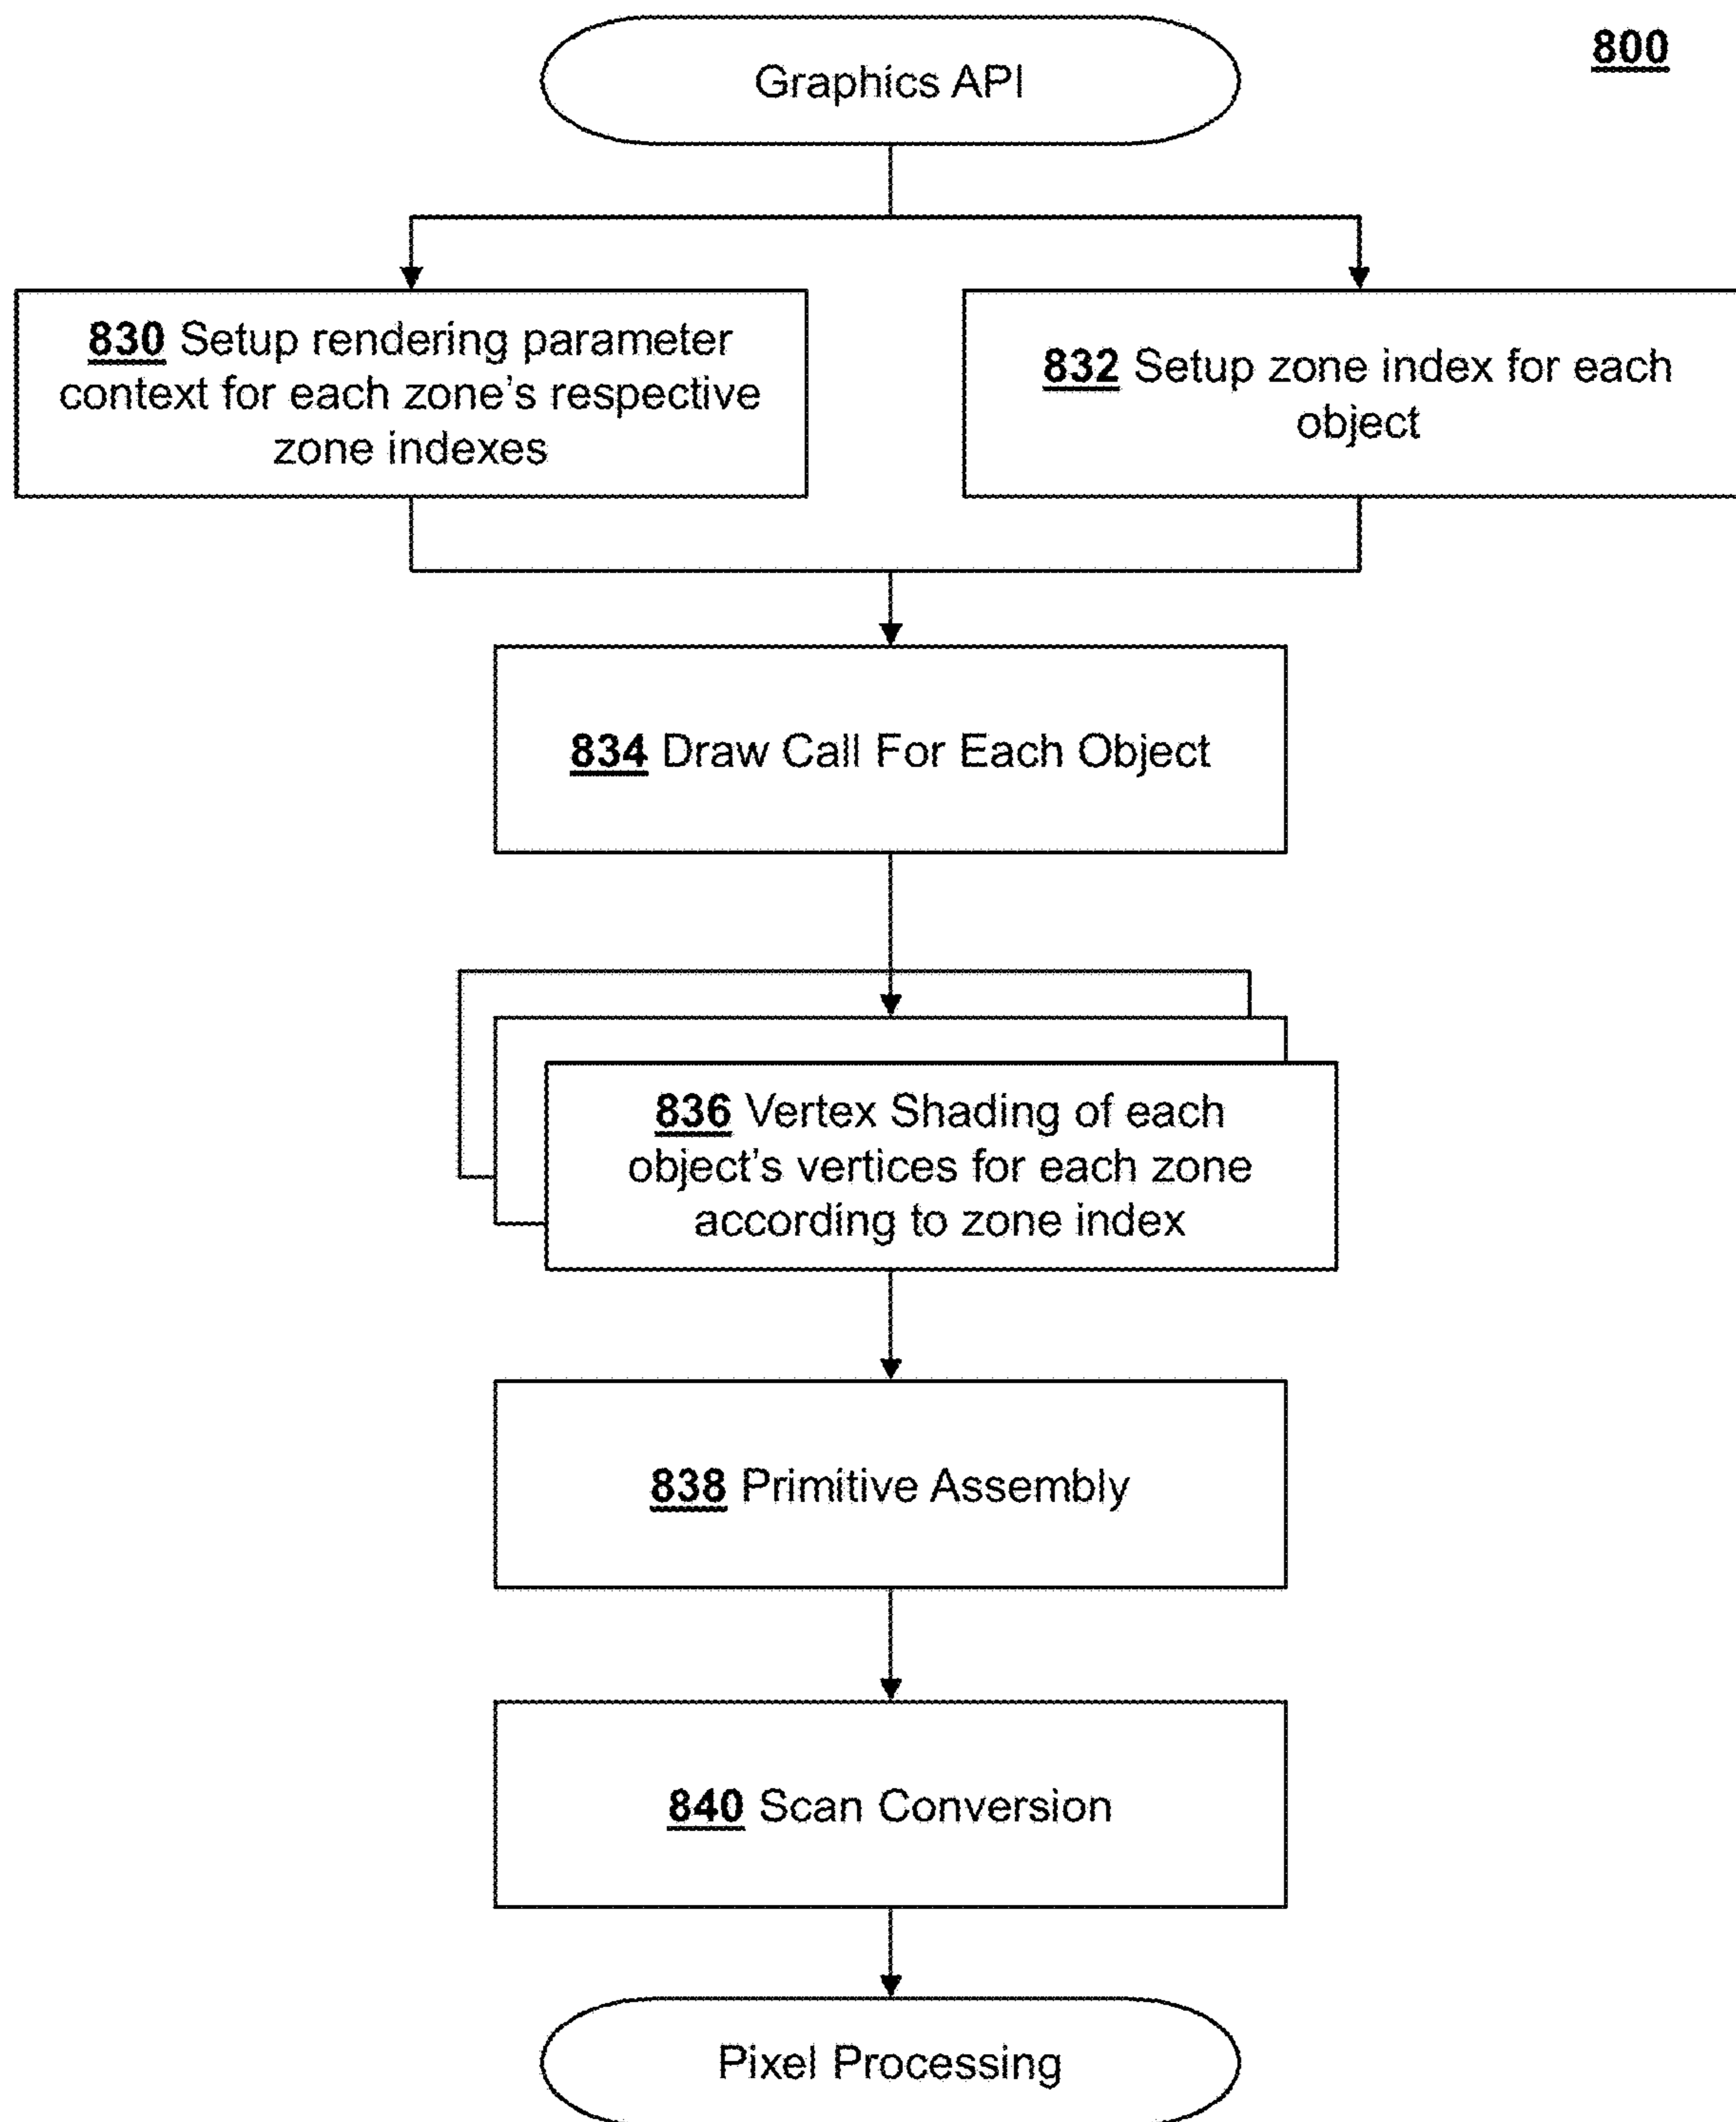 800
Graphics API
830 Setup rendering parameter
context for each zone's respective
zone indexes
832 Setup zone index for each
object
834 Draw Call For Each Object
836 Vertex Shading of each
object's vertices for each zone
according to zone index
838 Primitive Assembly
840 Scan Conversion
Pixel Processing